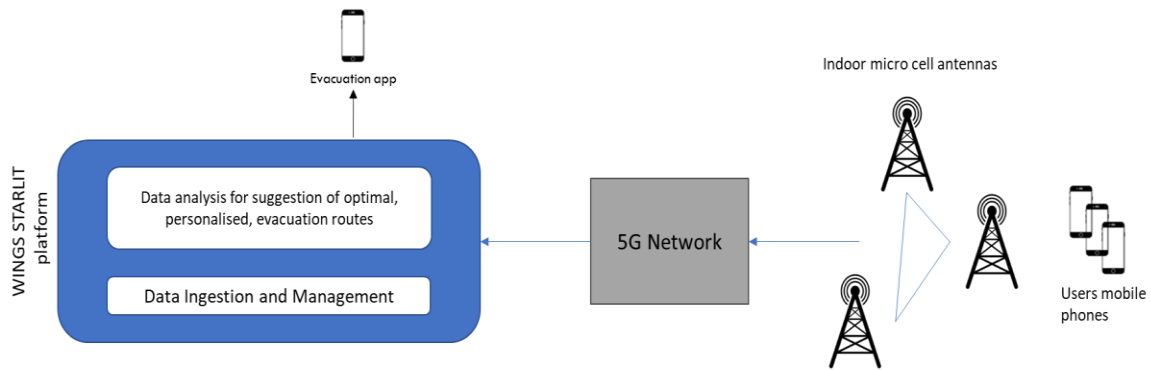 Evacuation app
Indoor micro cell antennas
WINGS STARLIT
platform
Data analysis for suggestion of optimal,
personalised, evacuation routes
Data Ingestion and Management
5G Network
Users mobile
phones